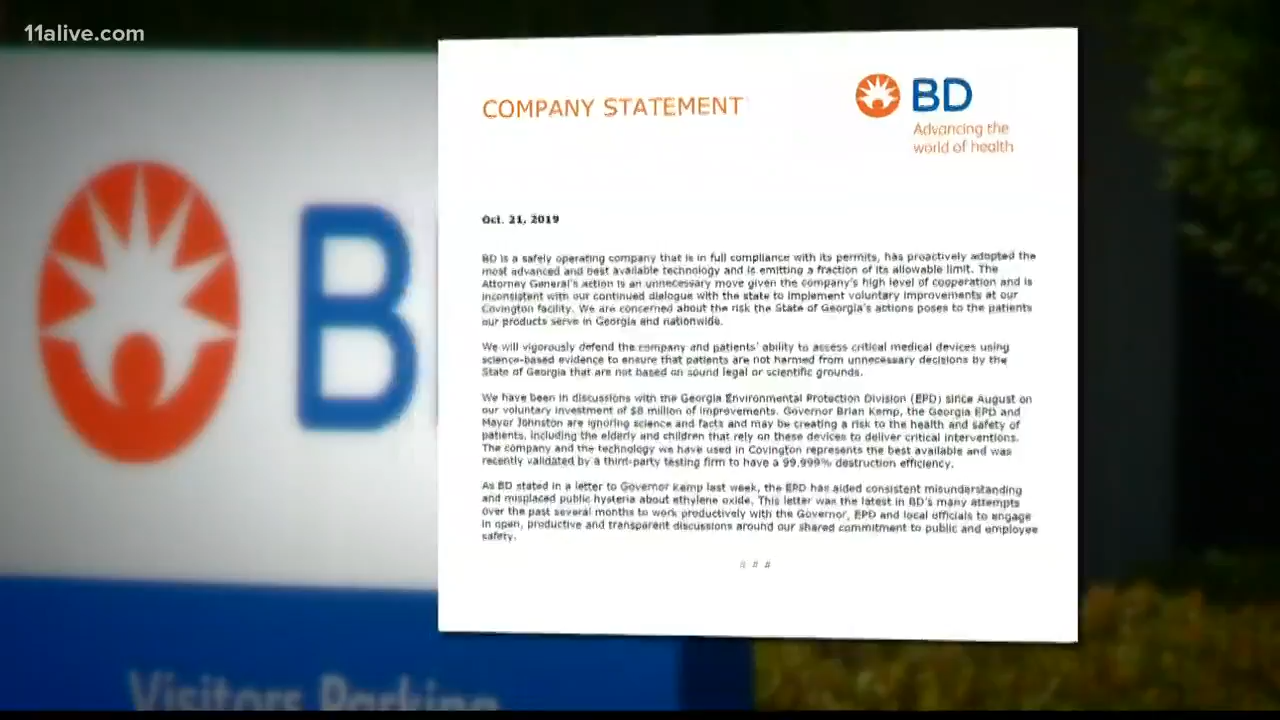 11alive.com
COMPANY STATEMENT
BD
Advancing the
world of health
Oct. 21, 2019
BD is a safely operating company that is in full compliance with its permits, has proactively adopted the
most advanced and best available technology and is emitting a fraction of its allowable limit. The
Attorney General's action is an unnecessary move given the company's high level of cooperation and is
inconsistent with our continued dialogue with the state to implement voluntary improvements at our
Covington facility. We are concerned about the risk the State of Georgia's actions poses to the patients
our products serve in Georgia and nationwide.
We will vigorously defend the company and patients' ability to access critical medical devices using
science-based evidence to ensure that patients are not harmed from unnecessary decisions by the
State of Georgia that are not based on sound legal or scientific grounds.
We have been in discussions with the Georgia Environmental Protection Division (EPD) since August on
our voluntary investment of $8 million of improvements. Governor Brian Kemp, the Georgia EPD and
Mayor Johnston are ignoring science and facts and may be creating a risk to the health and safety of
patients, including the elderly and children that rely on these devices to deliver critical interventions.
The company and the technology we have used in Covington represents the best available and was
recently validated by a third-party testing firm to have a 99.999% destruction efficiency.
As BD stated in a letter to Governor Kemp last week, the EPD has aided consistent misunderstanding
and misplaced public hysteria about ethylene oxide. This letter was the latest in BD's many attempts
over the past several months to work productively with the Governor, EPD and local officials to engage
in open, productive and transparent discussions around our shared commitment to public and employee
safety.
# # #
B
Visitors Parking